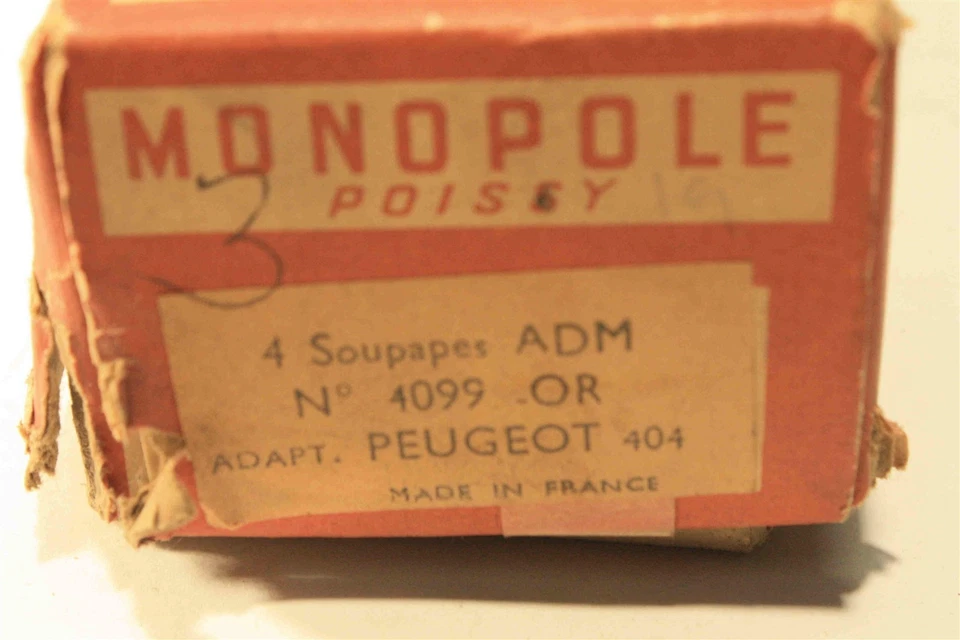 MONOPOLE
POISSY
3
4 Soupapes ADM
N° 4099 -OR
ADAPT. PEUGEOT 404
MADE IN FRANCE